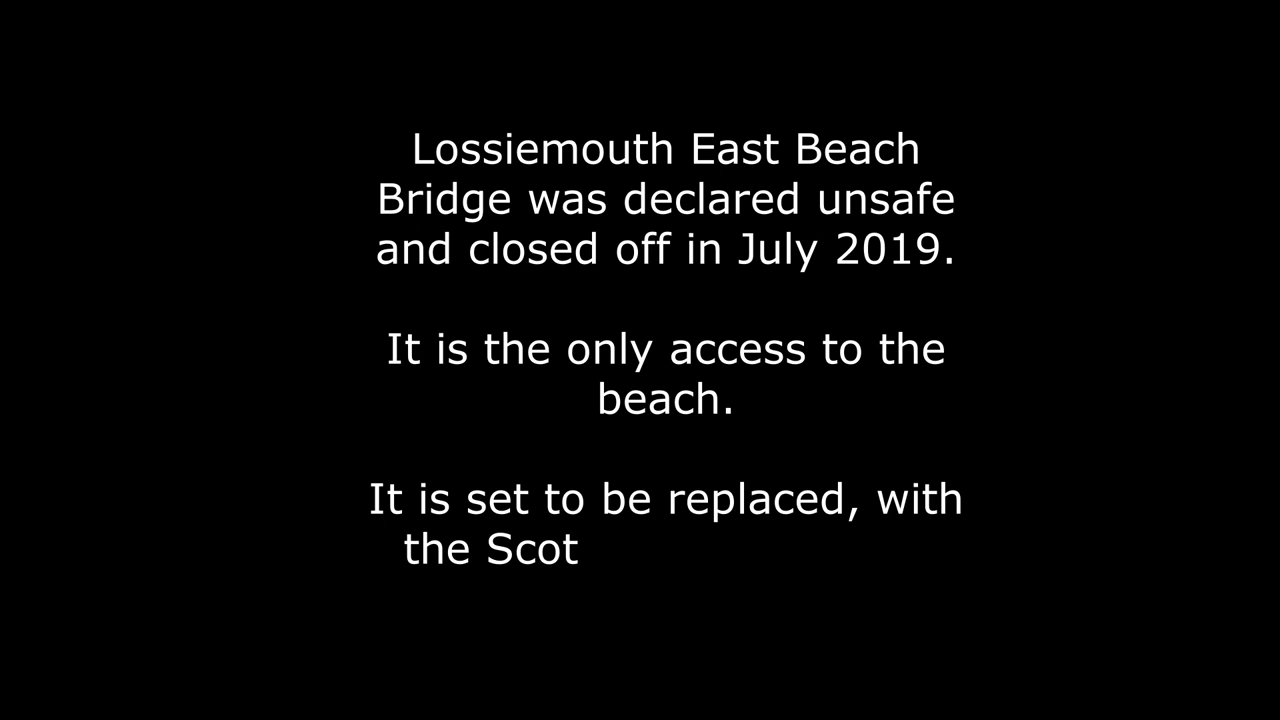 Lossiemouth East Beach
Bridge was declared unsafe
and closed off in July 2019.
It is the only access to the
beach.
It is set to be replaced, with
the Scot